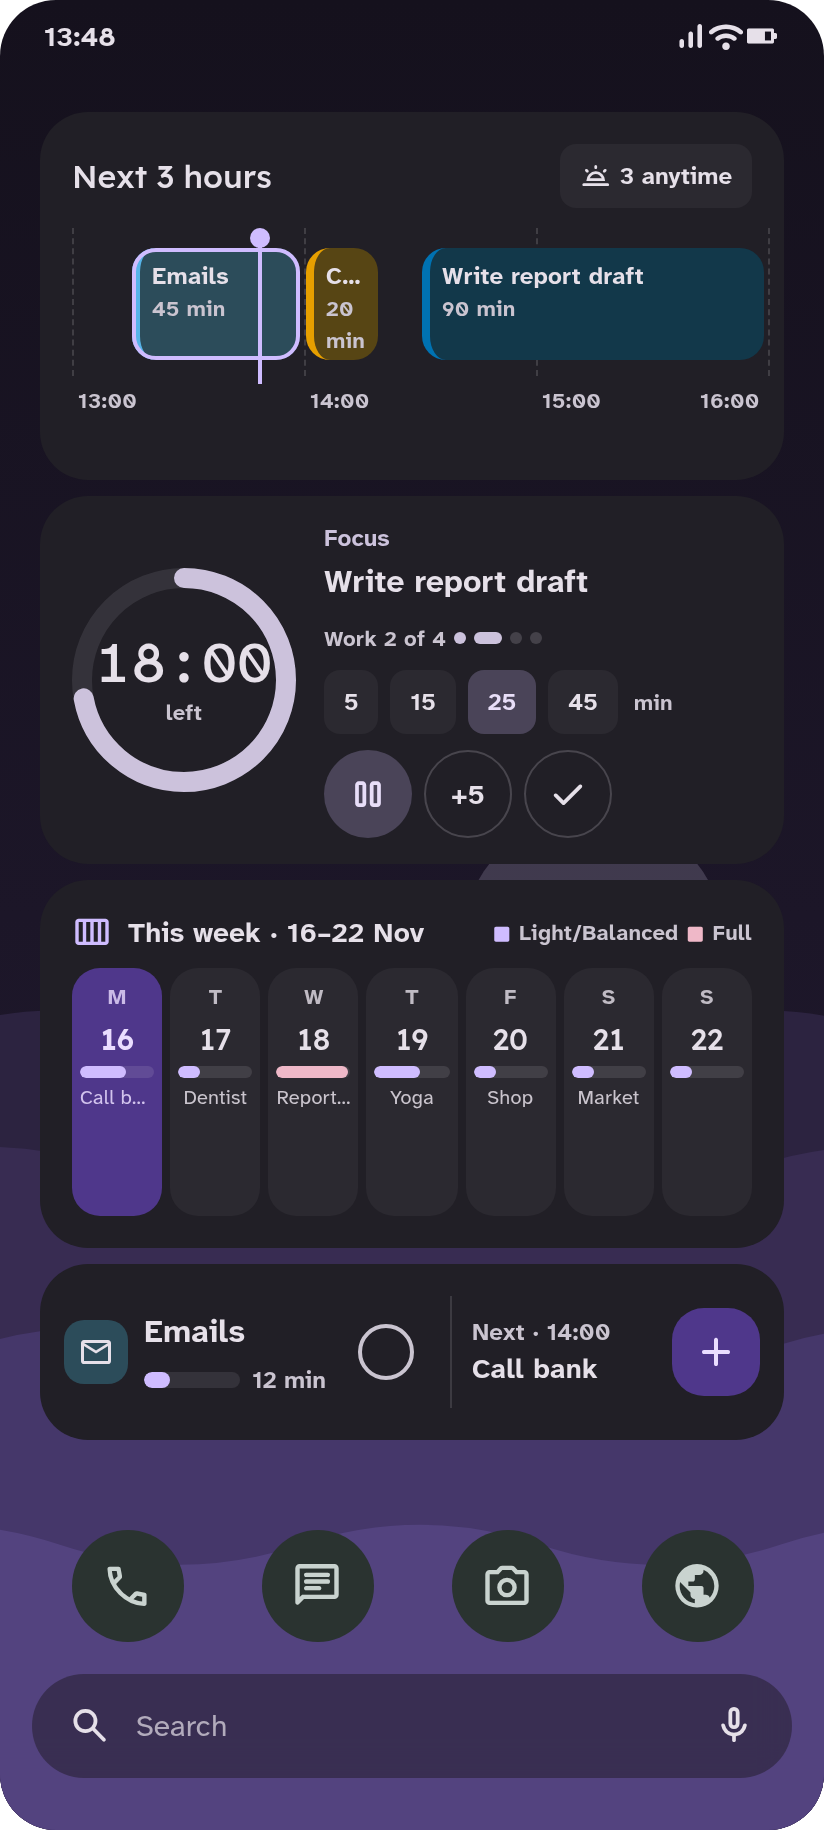 13:48
Next 3 hours
3 anytime
Emails
45 min
C...
20
min
Write report draft
90 min
13:00
14:00
15:00
16:00
Focus
Write report draft
18:00
left
Work 2 of 4
5
15
25
45
min
+5
This week · 16–22 Nov
Light/Balanced
Full
M
16
Call b...
T
17
Dentist
W
18
Report...
T
19
Yoga
F
20
Shop
S
21
Market
S
22
Emails
12 min
Next · 14:00
Call bank
Search